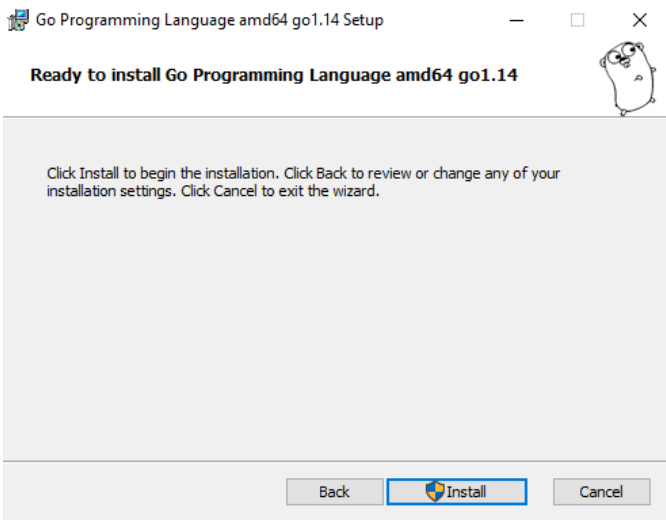 Go Programming Language amd64 go1.14 Setup
Ready to install Go Programming Language amd64 go1.14
Click Install to begin the installation. Click Back to review or change any of your
installation settings. Click Cancel to exit the wizard.
Back Install Cancel